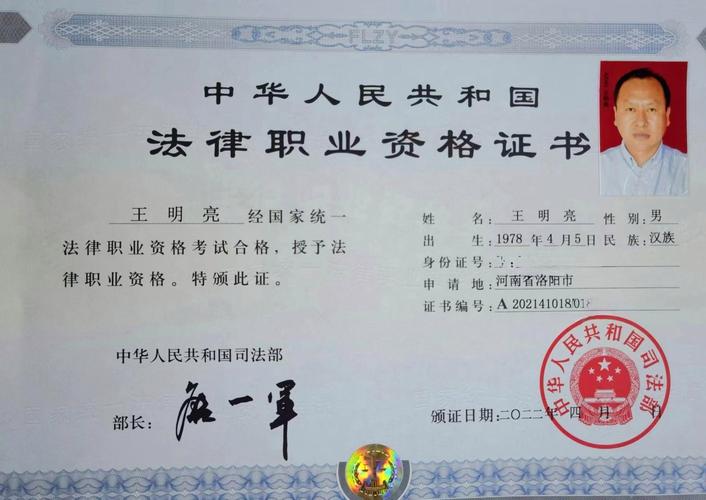 FLZY
中华人民共和国
法律职业资格证书
王明亮 经国家统一
法律职业资格考试合格，授予法
律职业资格。特颁此证。
中华人民共和国司法部
部长：
姓名：王明亮 性别：男
出生：1978 年 4 月 5 日 民族：汉族
身份证号：
申请地：河南省洛阳市
证书编号：A 202141018
颁证日期：二〇二二年 四 月 日
中华人民共和国司法部